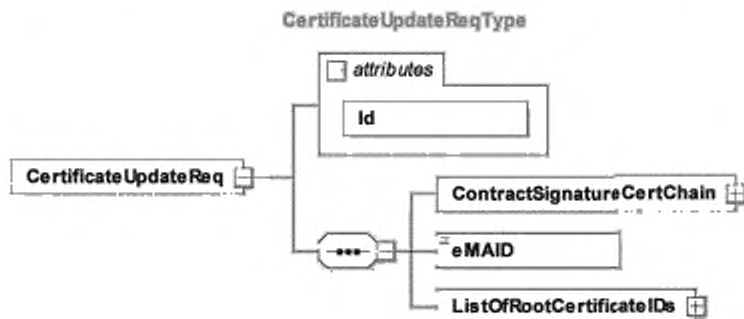 CertificateUpdateReqType
attributes
Id
CertificateUpdateReq
ContractSignatureCertChain
eMAID
ListOfRootCertificateIDs